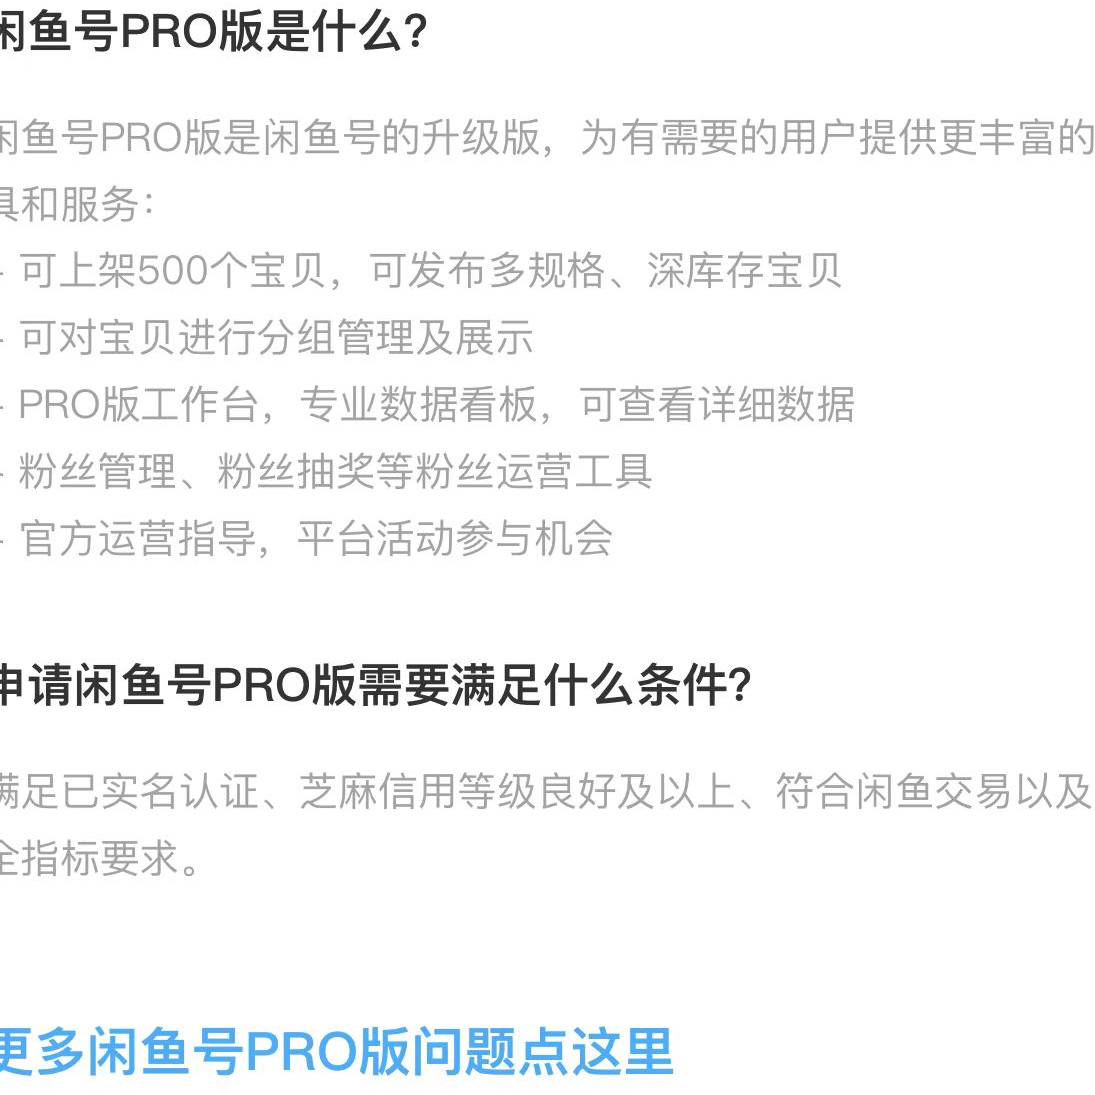 闲鱼号PRO版是什么？
闲鱼号PRO版是闲鱼号的升级版，为有需要的用户提供更丰富的
具和服务：
- 可上架500个宝贝，可发布多规格、深库存宝贝
- 可对宝贝进行分组管理及展示
- PRO版工作台，专业数据看板，可查看详细数据
- 粉丝管理、粉丝抽奖等粉丝运营工具
- 官方运营指导，平台活动参与机会
申请闲鱼号PRO版需要满足什么条件？
满足已实名认证、芝麻信用等级良好及以上、符合闲鱼交易以及
全指标要求。
更多闲鱼号PRO版问题点这里